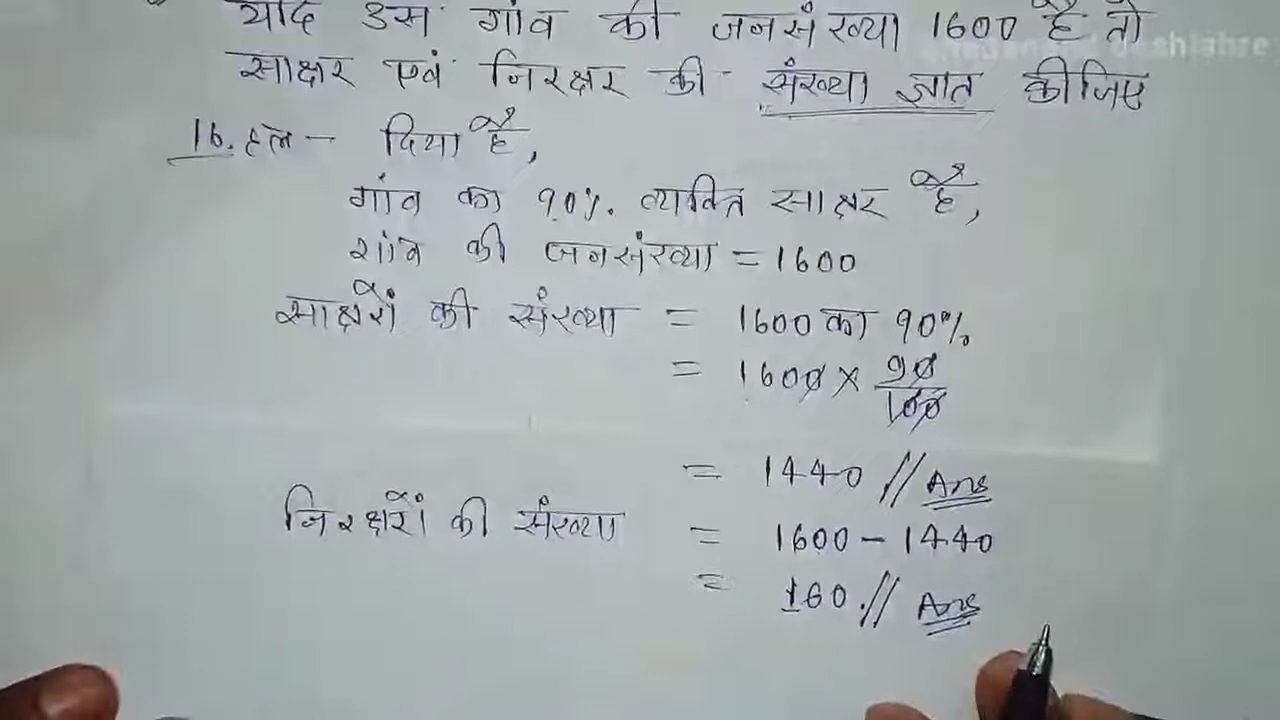 यदि उस गांव की जनसंख्या 1600 है तो
साक्षर एवं निरक्षर की संख्या ज्ञात कीजिए
16. हल - दिया है,
गांव का 90% व्यक्ति साक्षर है,
गांव की जनसंख्या = 1600
साक्षरों की संख्या = 1600 का 90%
= 1600 × 90/100
= 1440 // Ans
निरक्षरों की संख्या = 1600 - 1440
= 160 .// Ans